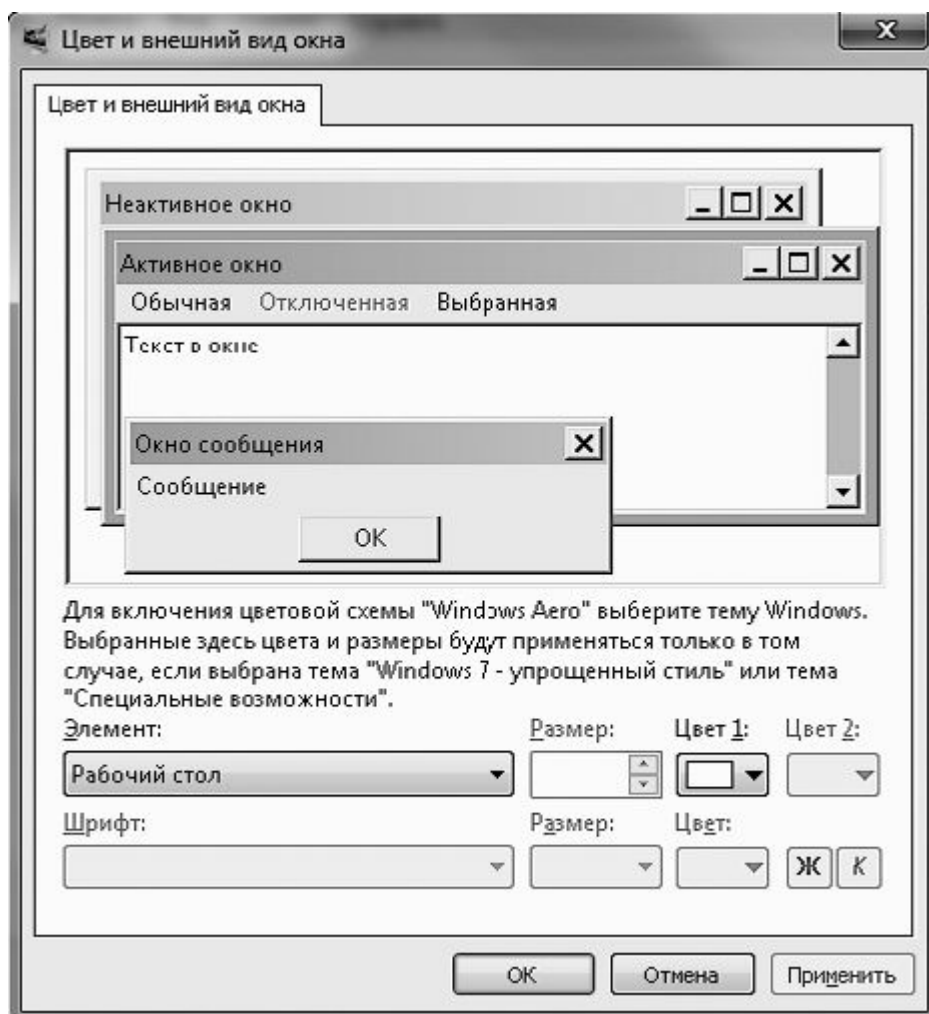 Цвет и внешний вид окна
Цвет и внешний вид окна
Неактивное окно
Активное окно
Обычная Отключенная Выбранная
Текст в окне
Окно сообщения
Сообщение
OK
Для включения цветовой схемы "Windows Aero" выберите тему Windows.
Выбранные здесь цвета и размеры будут применяться только в том
случае, если выбрана тема "Windows 7 - упрощенный стиль" или тема
"Специальные возможности".
Элемент: Размер: Цвет 1: Цвет 2:
Рабочий стол
Шрифт: Размер: Цвет:
Ж К
ОК Отмена Применить